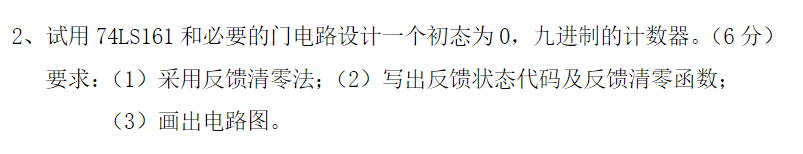 2、试用 74LS161 和必要的门电路设计一个初态为 0，九进制的计数器。（6 分）
要求：（1）采用反馈清零法；（2）写出反馈状态代码及反馈清零函数；
（3）画出电路图。